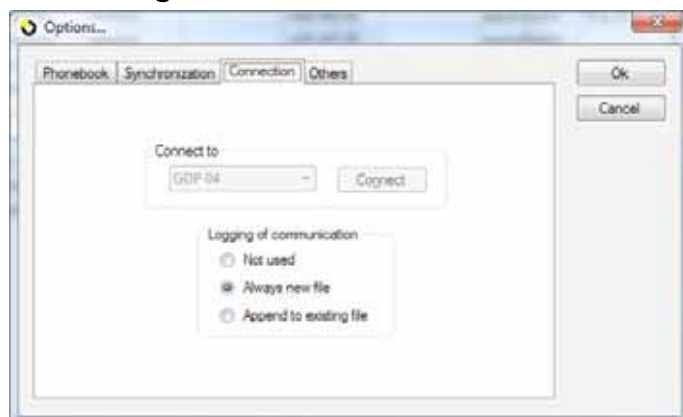 Options...
Phonebook Synchronization Connection Others
Ok
Cancel
Connect to
GDP-04 Connect
Logging of communication
Not used
Always new file
Append to existing file